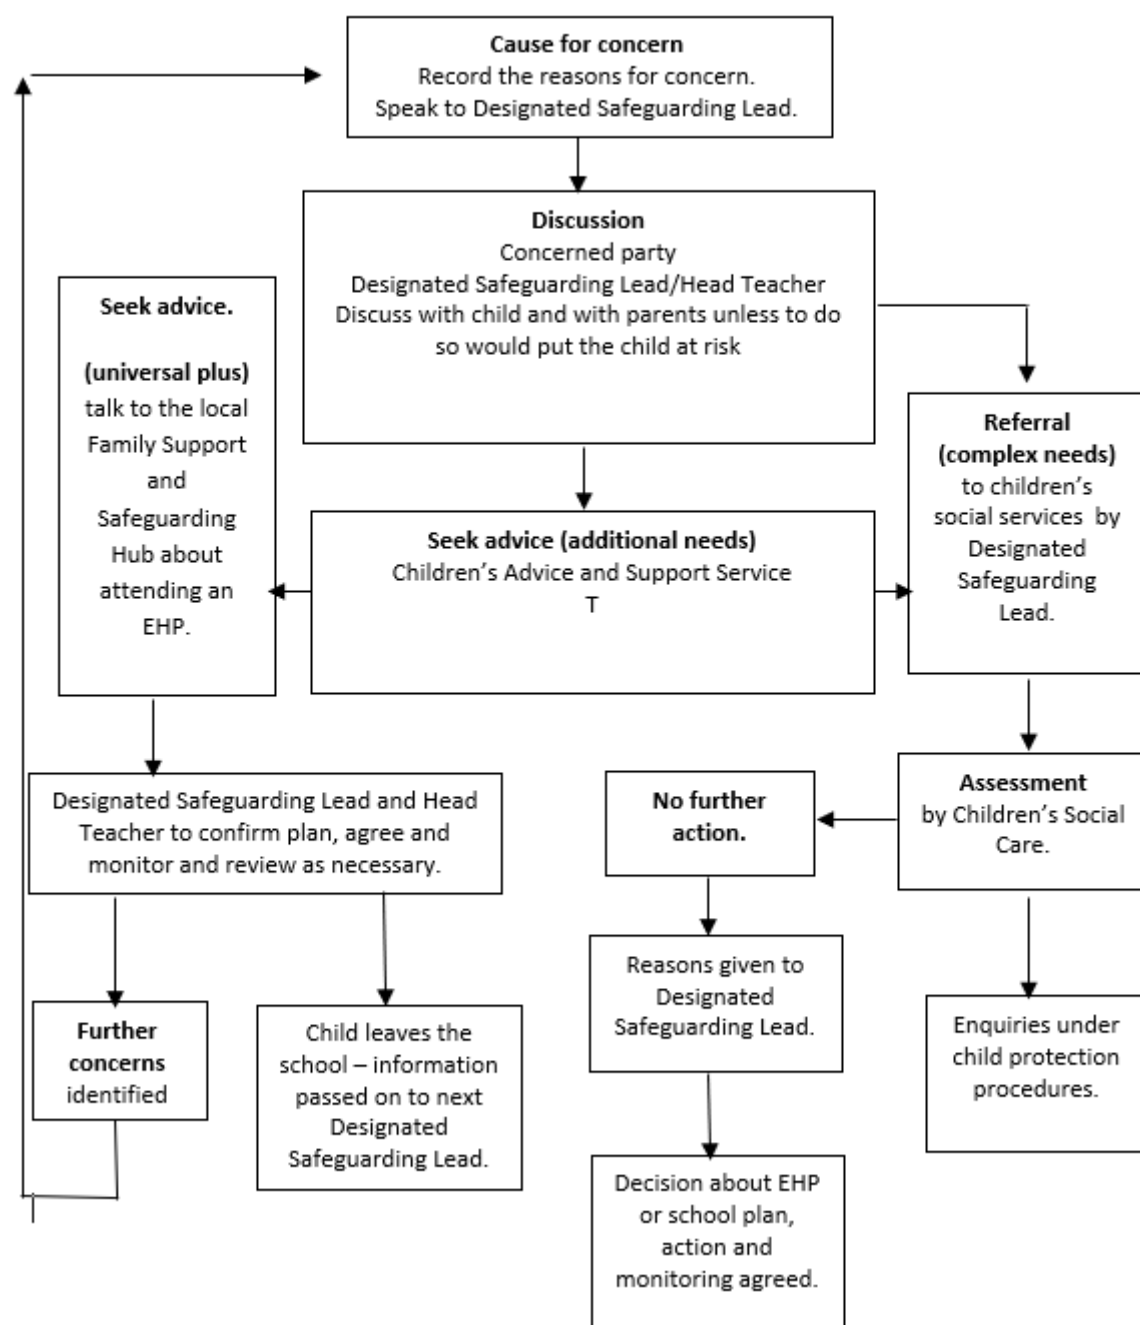 Cause for concern
Record the reasons for concern.
Speak to Designated Safeguarding Lead.
Discussion
Concerned party
Designated Safeguarding Lead/Head Teacher
Discuss with child and with parents unless to do
so would put the child at risk
Seek advice.
(universal plus)
talk to the local
Family Support
and
Safeguarding
Hub about
attending an
EHP.
Seek advice (additional needs)
Children’s Advice and Support Service
T
Referral
(complex needs)
to children’s
social services by
Designated
Safeguarding
Lead.
Designated Safeguarding Lead and Head
Teacher to confirm plan, agree and
monitor and review as necessary.
No further
action.
Assessment
by Children’s Social
Care.
Further
concerns
identified
Child leaves the
school – information
passed on to next
Designated
Safeguarding Lead.
Reasons given to
Designated
Safeguarding Lead.
Enquiries under
child protection
procedures.
Decision about EHP
or school plan,
action and
monitoring agreed.